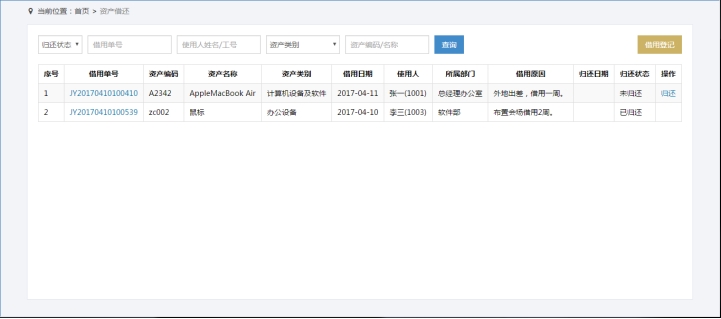 当前位置：首页 > 资产借还
归还状态 借用单号 使用人姓名/工号 资产类别 资产编码/名称 查询 借用登记
序号 借用单号 资产编码 资产名称 资产类别 借用日期 使用人 所属部门 借用原因 归还日期 归还状态 操作
1 JY20170410100410 A2342 AppleMacBook Air 计算机设备及软件 2017-04-11 张一(1001) 总经理办公室 外地出差，借用一周。 未归还 归还
2 JY20170410100539 zc002 鼠标 办公设备 2017-04-10 李三(1003) 软件部 布置会场借用2周。 已归还